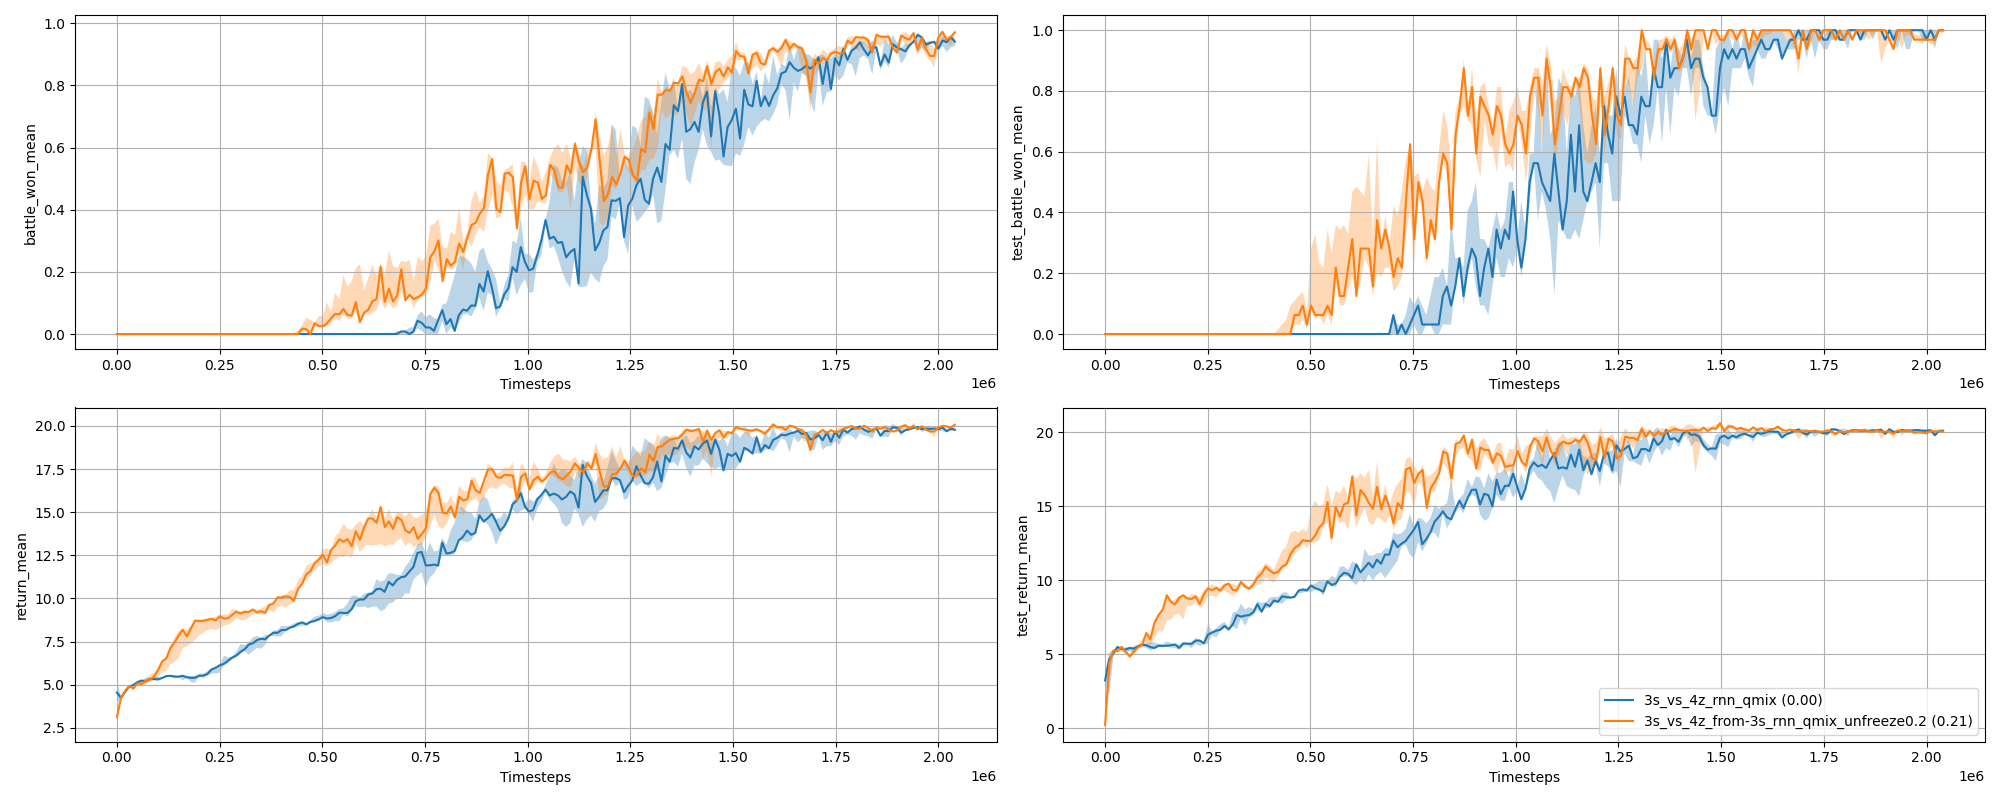 battle_won_mean
1.0
0.8
0.6
0.4
0.2
0.0
0.00 0.25 0.50 0.75 1.00 1.25 1.50 1.75 2.00
Timesteps
1e6
test_battle_won_mean
1.0
0.8
0.6
0.4
0.2
0.0
0.00 0.25 0.50 0.75 1.00 1.25 1.50 1.75 2.00
Timesteps
1e6
return_mean
20.0
17.5
15.0
12.5
10.0
7.5
5.0
2.5
0.00 0.25 0.50 0.75 1.00 1.25 1.50 1.75 2.00
Timesteps
1e6
test_return_mean
20
15
10
5
0
3s_vs_4z_rnn_qmix (0.00)
3s_vs_4z_from-3s_rnn_qmix_unfreeze0.2 (0.21)
0.00 0.25 0.50 0.75 1.00 1.25 1.50 1.75 2.00
Timesteps
1e6